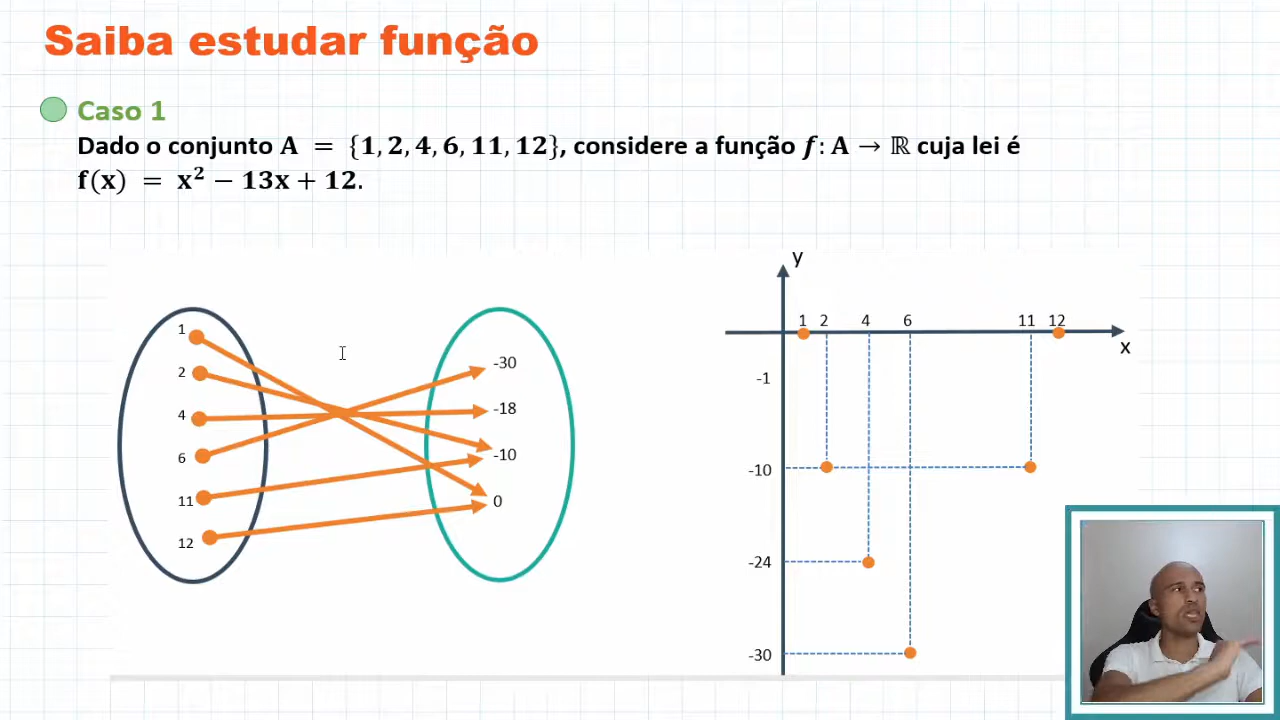 Saiba estudar função
Caso 1
Dado o conjunto A = {1, 2, 4, 6, 11, 12}, considere a função f: A → ℝ cuja lei é
f(x) = x² − 13x + 12.
1
2
4
6
11
12
-30
-18
-10
0
y
1 2 4 6 11 12
x
-1
-10
-24
-30